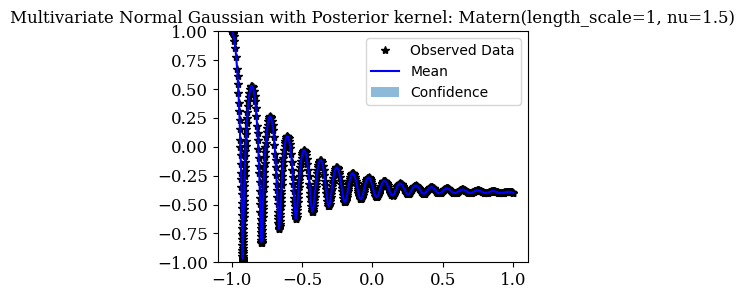 Multivariate Normal Gaussian with Posterior kernel: Matern(length_scale=1, nu=1.5)
1.00
0.75
0.50
0.25
0.00
−0.25
−0.50
−0.75
−1.00
Observed Data
Mean
Confidence
−1.0 −0.5 0.0 0.5 1.0